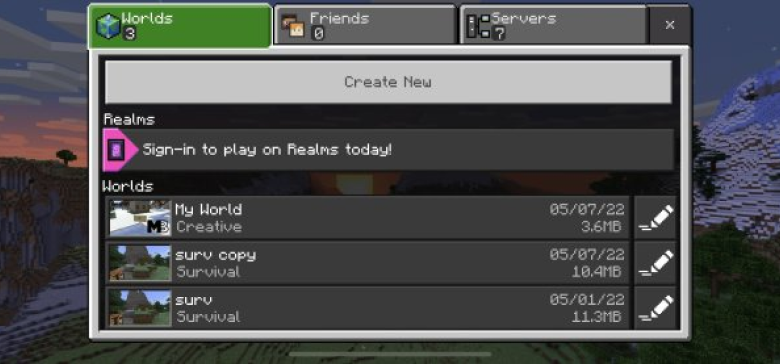 Worlds
3
Friends
0
Servers
7
Create New
Realms
Sign-in to play on Realms today!
Worlds
My World
05/07/22
Creative
3.6MB
surv copy
05/07/22
Survival
10.4MB
surv
05/01/22
Survival
11.3MB